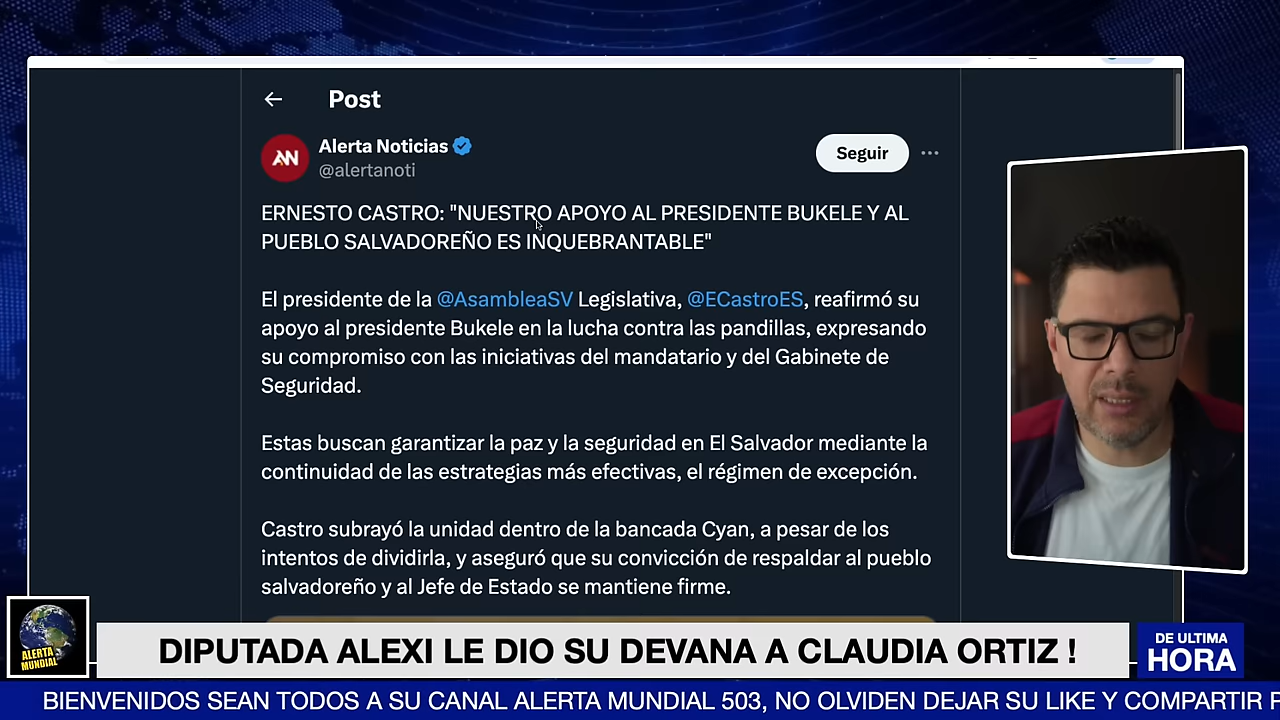 Post
Alerta Noticias
@alertanoti
Seguir
ERNESTO CASTRO: "NUESTRO APOYO AL PRESIDENTE BUKELE Y AL
PUEBLO SALVADOREÑO ES INQUEBRANTABLE"
El presidente de la @AsambleaSV Legislativa, @ECastroES, reafirmó su
apoyo al presidente Bukele en la lucha contra las pandillas, expresando
su compromiso con las iniciativas del mandatario y del Gabinete de
Seguridad.
Estas buscan garantizar la paz y la seguridad en El Salvador mediante la
continuidad de las estrategias más efectivas, el régimen de excepción.
Castro subrayó la unidad dentro de la bancada Cyan, a pesar de los
intentos de dividirla, y aseguró que su convicción de respaldar al pueblo
salvadoreño y al Jefe de Estado se mantiene firme.
ALERTA
MUNDIAL
DIPUTADA ALEXI LE DIO SU DEVANA A CLAUDIA ORTIZ !
DE ULTIMA
HORA
BIENVENIDOS SEAN TODOS A SU CANAL ALERTA MUNDIAL 503, NO OLVIDEN DEJAR SU LIKE Y COMPARTIR